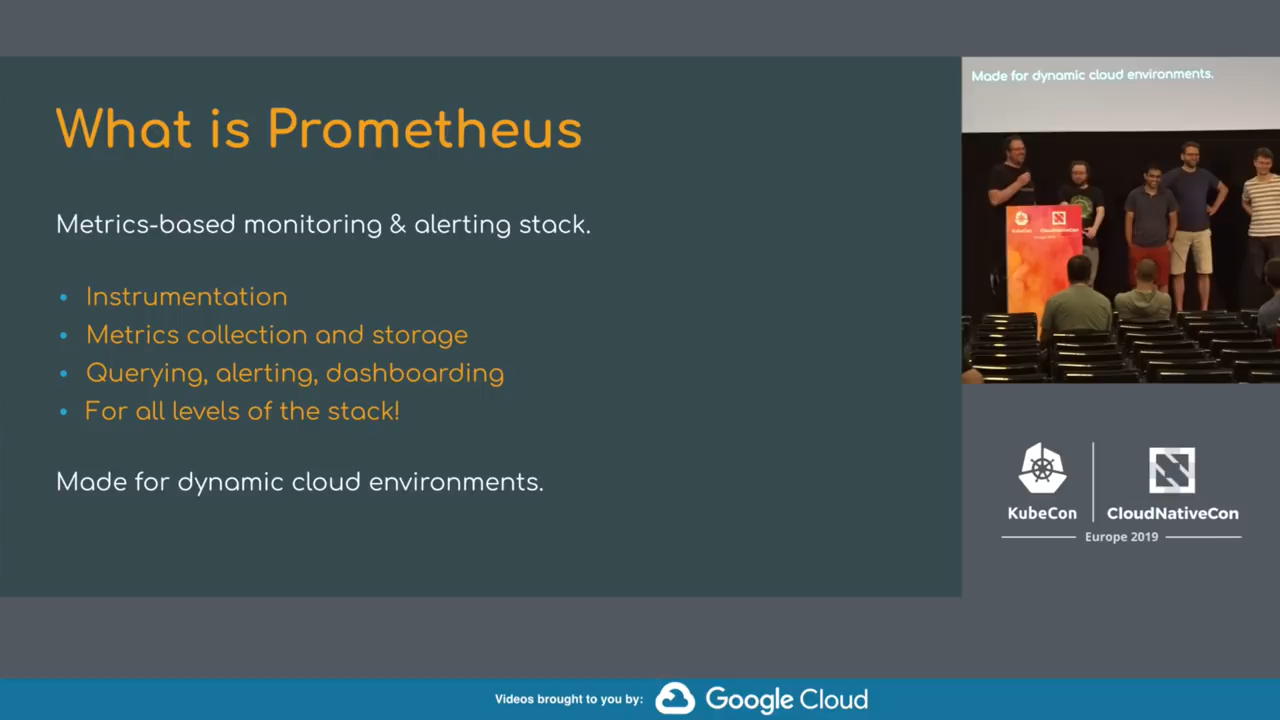 What is Prometheus
Metrics-based monitoring & alerting stack.
• Instrumentation
• Metrics collection and storage
• Querying, alerting, dashboarding
• For all levels of the stack!
Made for dynamic cloud environments.
Made for dynamic cloud environments.
KubeCon CloudNativeCon
KubeCon CloudNativeCon
Europe 2019
Videos brought to you by: Google Cloud